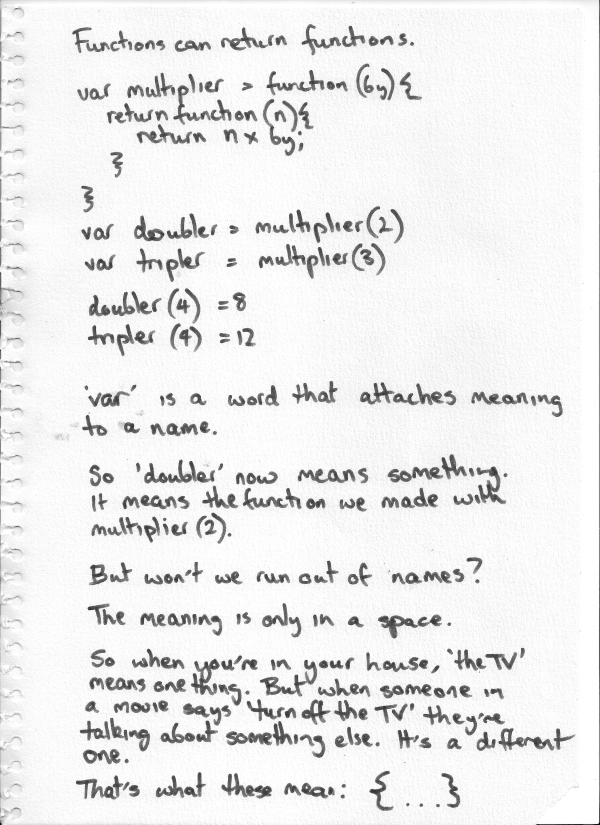 Functions can return functions.
var multiplier = function (by) {
return function (n) {
return n x by;
}
}
var doubler = multiplier (2)
var tripler = multiplier (3)
doubler (4) = 8
tripler (4) = 12
'var' is a word that attaches meaning
to a name.
So 'doubler' now means something.
It means the function we made with
multiplier (2).
But won't we run out of names?
The meaning is only in a space.
So when you're in your house, 'the TV'
means one thing. But when someone in
a movie says 'turn off the TV' they're
talking about something else. It's a different
one.
That's what these mean: { ... }